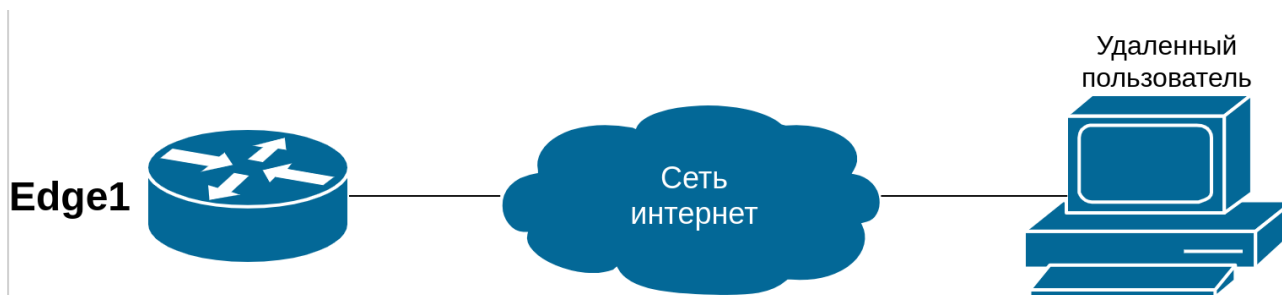 Удаленный
пользователь
Сеть
интернет
Edge1